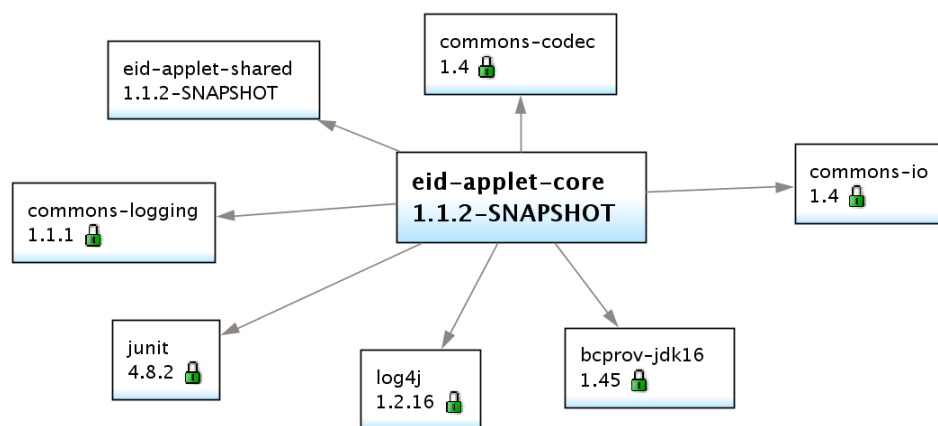 commons-codec
1.4
eid-applet-shared
1.1.2-SNAPSHOT
eid-applet-core
1.1.2-SNAPSHOT
commons-io
1.4
commons-logging
1.1.1
junit
4.8.2
log4j
1.2.16
bcprov-jdk16
1.45